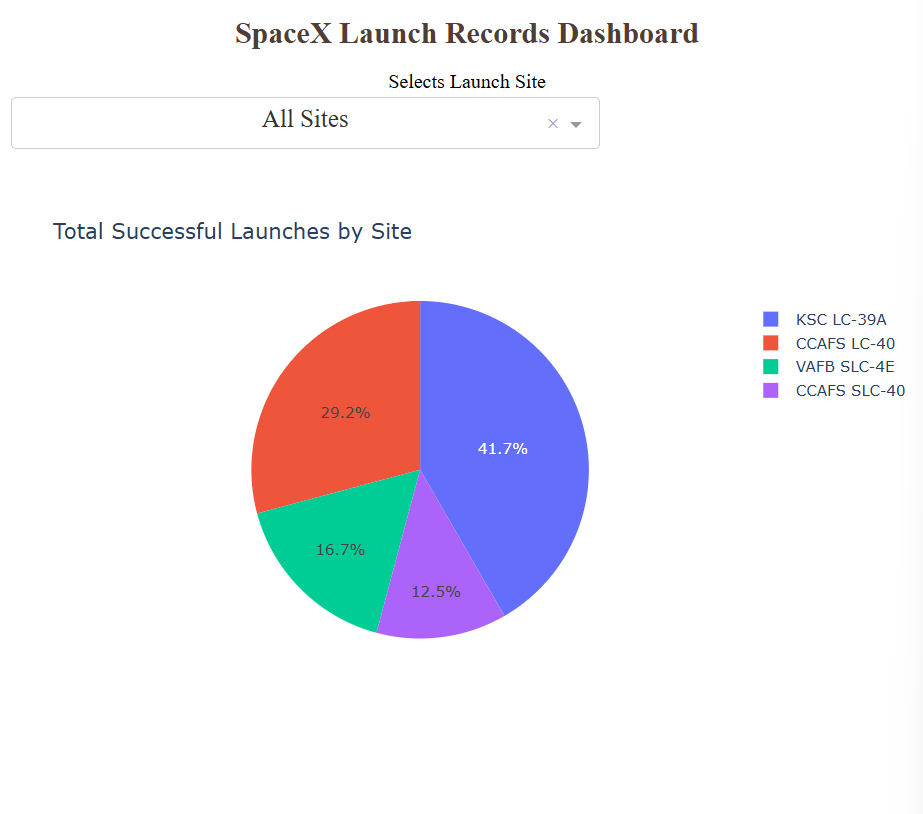 SpaceX Launch Records Dashboard
Selects Launch Site
All Sites
×
Total Successful Launches by Site
KSC LC-39A
CCAFS LC-40
VAFB SLC-4E
CCAFS SLC-40
29.2%
41.7%
16.7%
12.5%